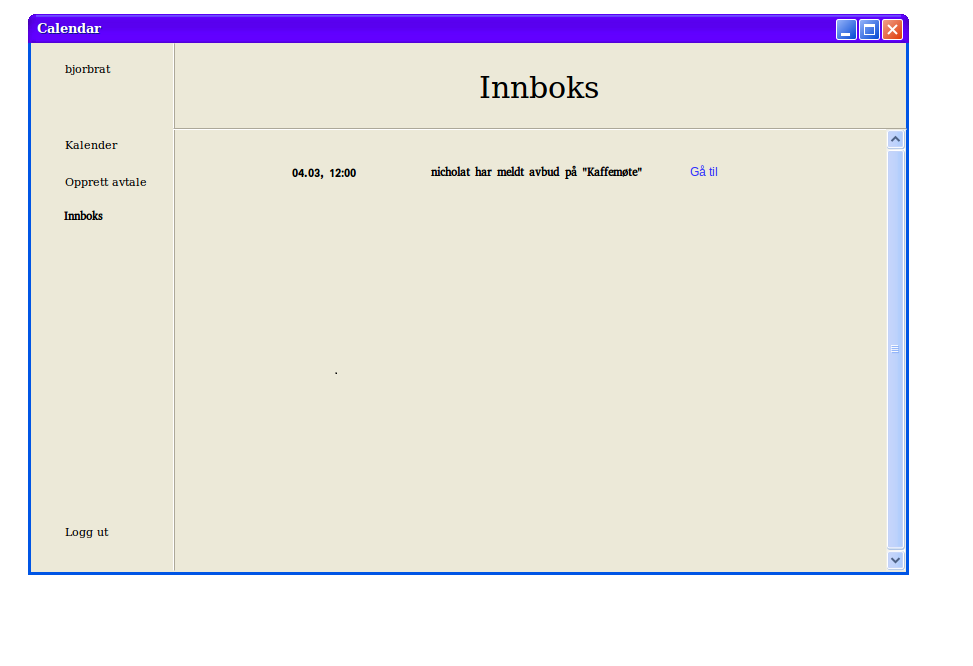 Calendar
bjorbrat
Innboks
Kalender
Opprett avtale
Innboks
04.03, 12:00 nicholat har meldt avbud på "Kaffemøte" Gå til
.
Logg ut